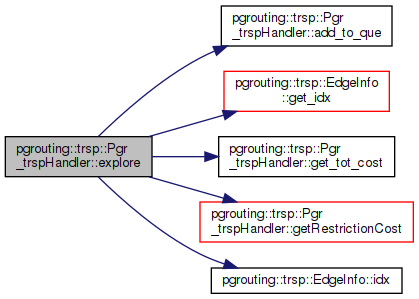 pgrouting::trsp::Pgr
_trspHandler::add_to_que
pgrouting::trsp::EdgeInfo
::get_idx
pgrouting::trsp::Pgr
_trspHandler::explore
pgrouting::trsp::Pgr
_trspHandler::get_tot_cost
pgrouting::trsp::Pgr
_trspHandler::getRestrictionCost
pgrouting::trsp::EdgeInfo::idx